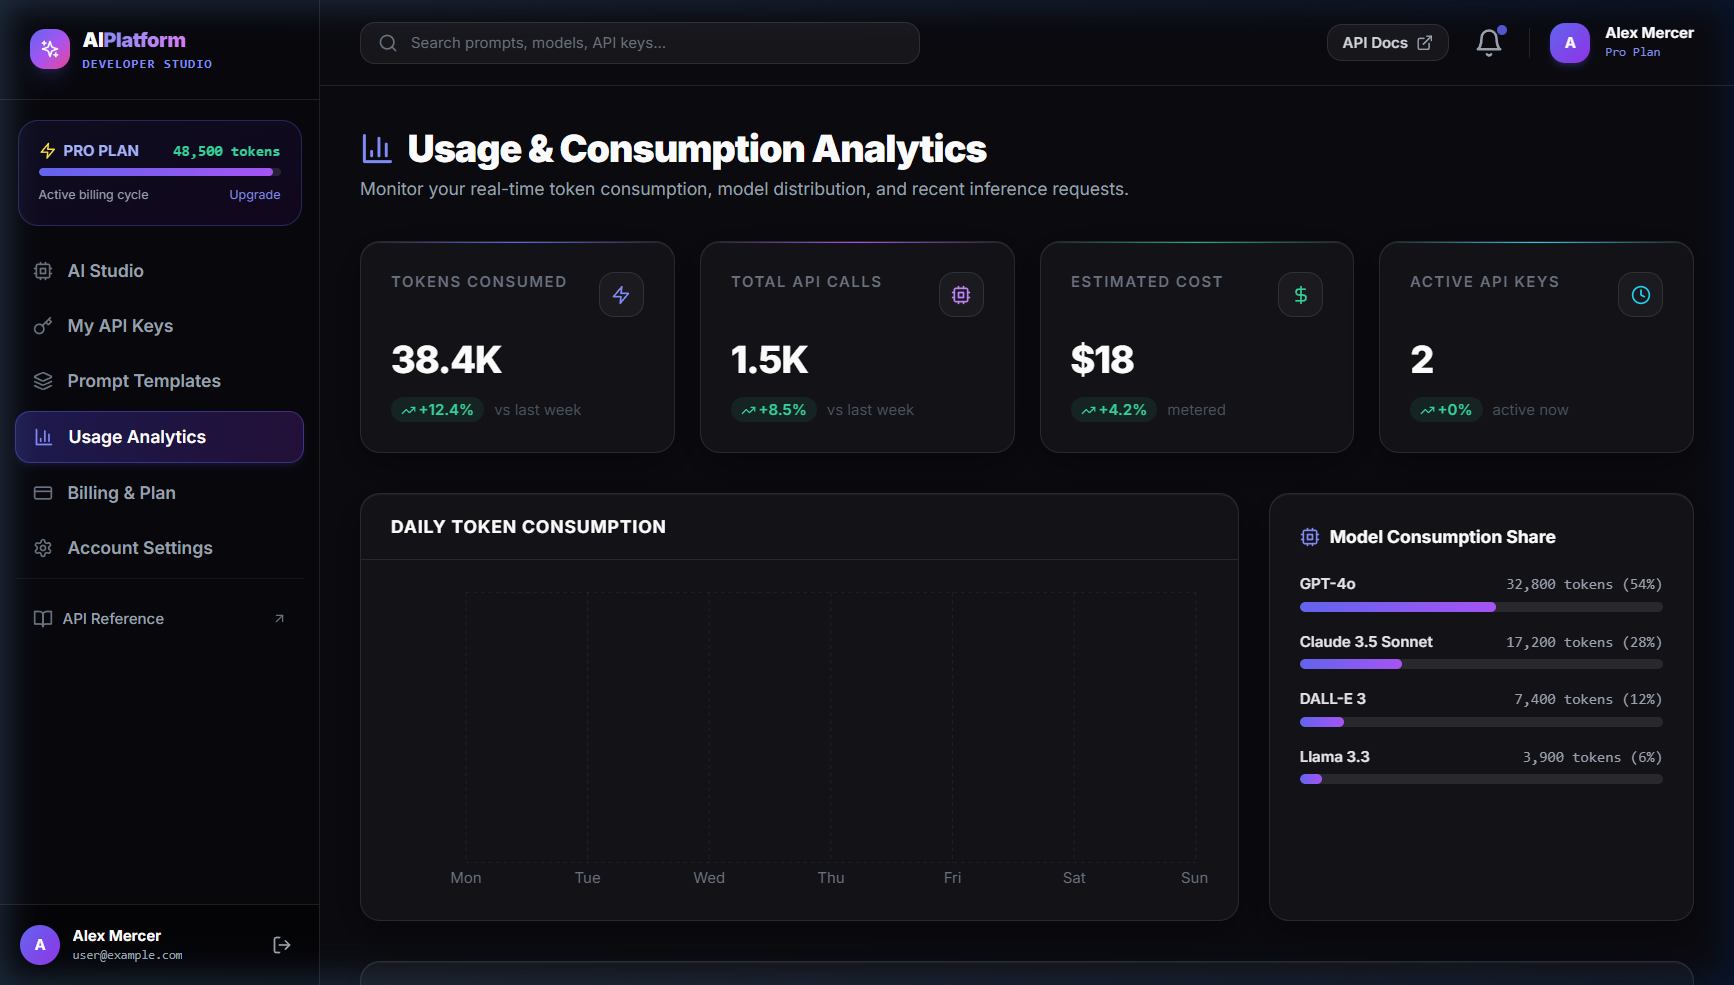 AIPlatform
DEVELOPER STUDIO
Search prompts, models, API keys...
API Docs
A
Alex Mercer
Pro Plan
PRO PLAN
48,500 tokens
Active billing cycle
Upgrade
AI Studio
My API Keys
Prompt Templates
Usage Analytics
Billing & Plan
Account Settings
API Reference
A
Alex Mercer
user@example.com
Usage & Consumption Analytics
Monitor your real-time token consumption, model distribution, and recent inference requests.
TOKENS CONSUMED
38.4K
+12.4% vs last week
TOTAL API CALLS
1.5K
+8.5% vs last week
ESTIMATED COST
$18
+4.2% metered
ACTIVE API KEYS
2
+0% active now
DAILY TOKEN CONSUMPTION
Mon Tue Wed Thu Fri Sat Sun
Model Consumption Share
GPT-4o 32,800 tokens (54%)
Claude 3.5 Sonnet 17,200 tokens (28%)
DALL-E 3 7,400 tokens (12%)
Llama 3.3 3,900 tokens (6%)